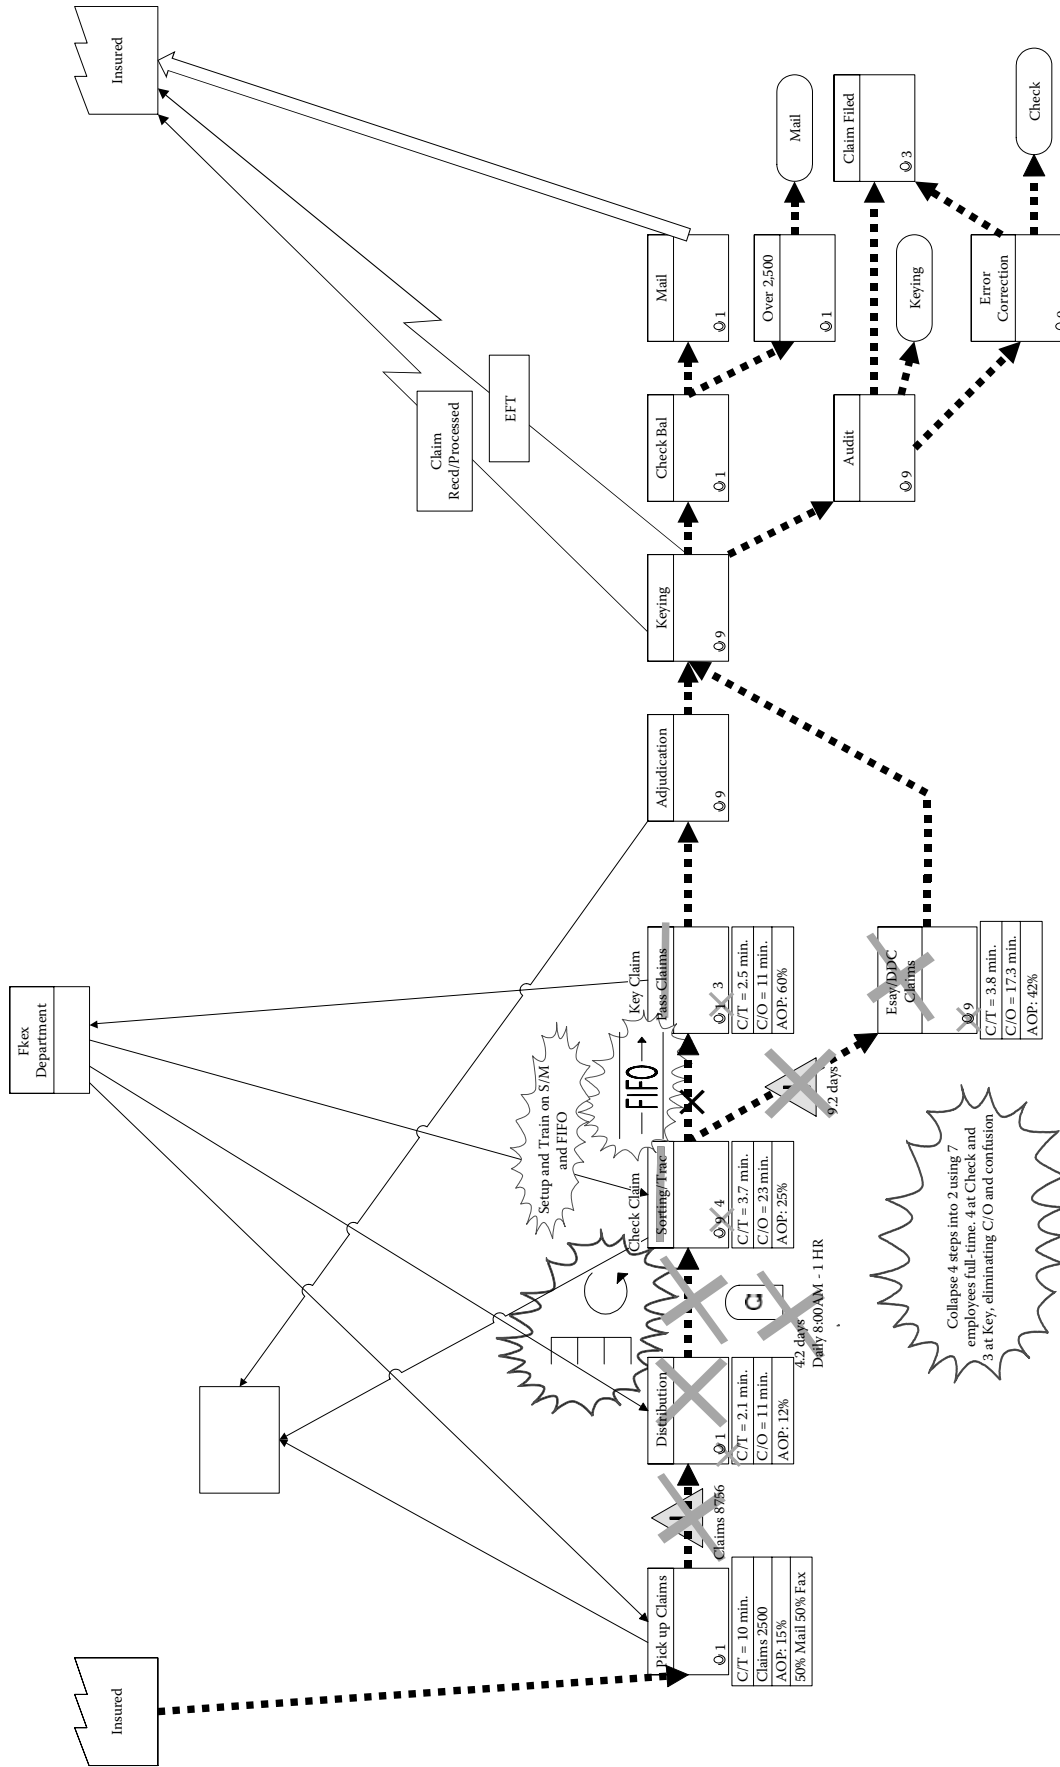 Insured
Insured
Fkex
Department
Claim
Recd/Processed
EFT
Setup and Train on S/M
and FIFO
FIFO
Pick up Claims
1
C/T = 10 min.
Claims 2500
AOP: 15%
50% Mail 50% Fax
I
Claims 8756
Distribution
1
C/T = 2.1 min.
C/O = 11 min.
AOP: 12%
4.2 days
Daily 8:00AM - 1 HR
Check Claim
Sorting/Trac
9 4
C/T = 3.7 min.
C/O = 23 min.
AOP: 25%
Key Claim
Pass Claims
1 3
C/T = 2.5 min.
C/O = 11 min.
AOP: 60%
9.2 days
Esay/DDC
Claims
9
C/T = 3.8 min.
C/O = 17.3 min.
AOP: 42%
Collapse 4 steps into 2 using 7
employees full-time. 4 at Check and
3 at Key, eliminating C/O and confusion
Adjudication
9
Keying
9
Check Bal
1
Mail
1
Over 2,500
1
Mail
Audit
9
Keying
Claim Filed
3
Error
Correction
Check